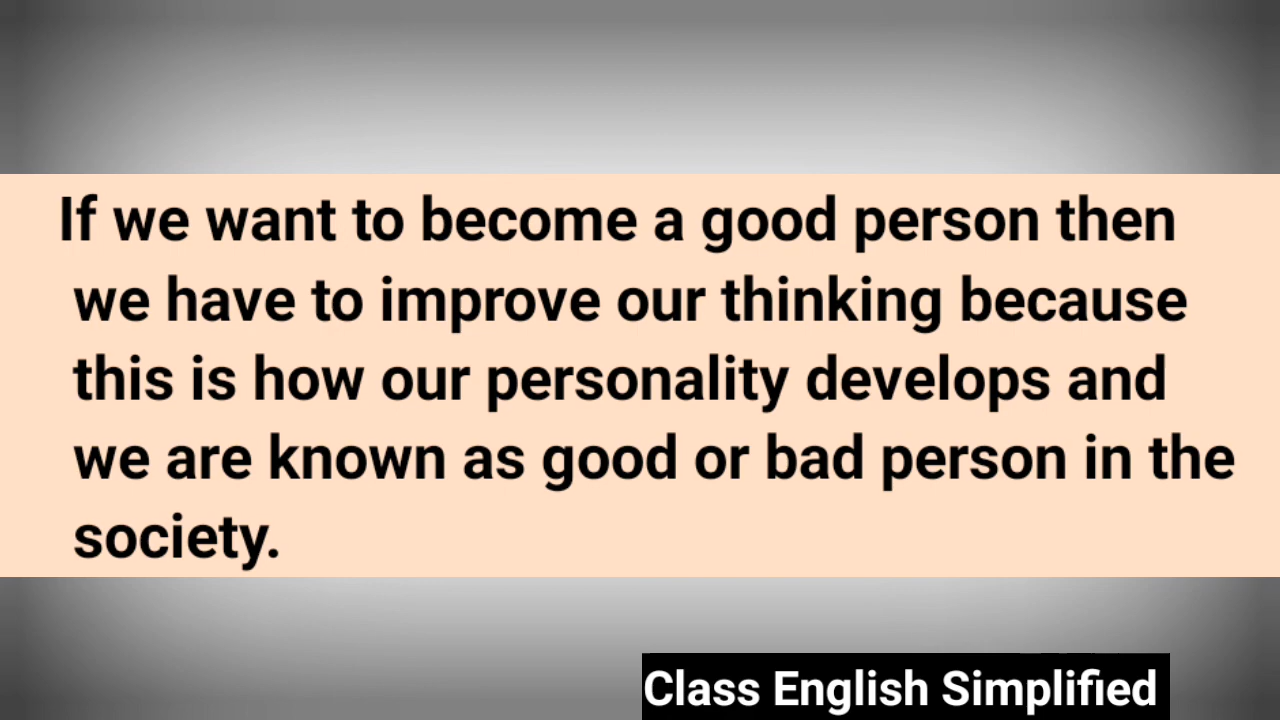 If we want to become a good person then
we have to improve our thinking because
this is how our personality develops and
we are known as good or bad person in the
society.
Class English Simplified